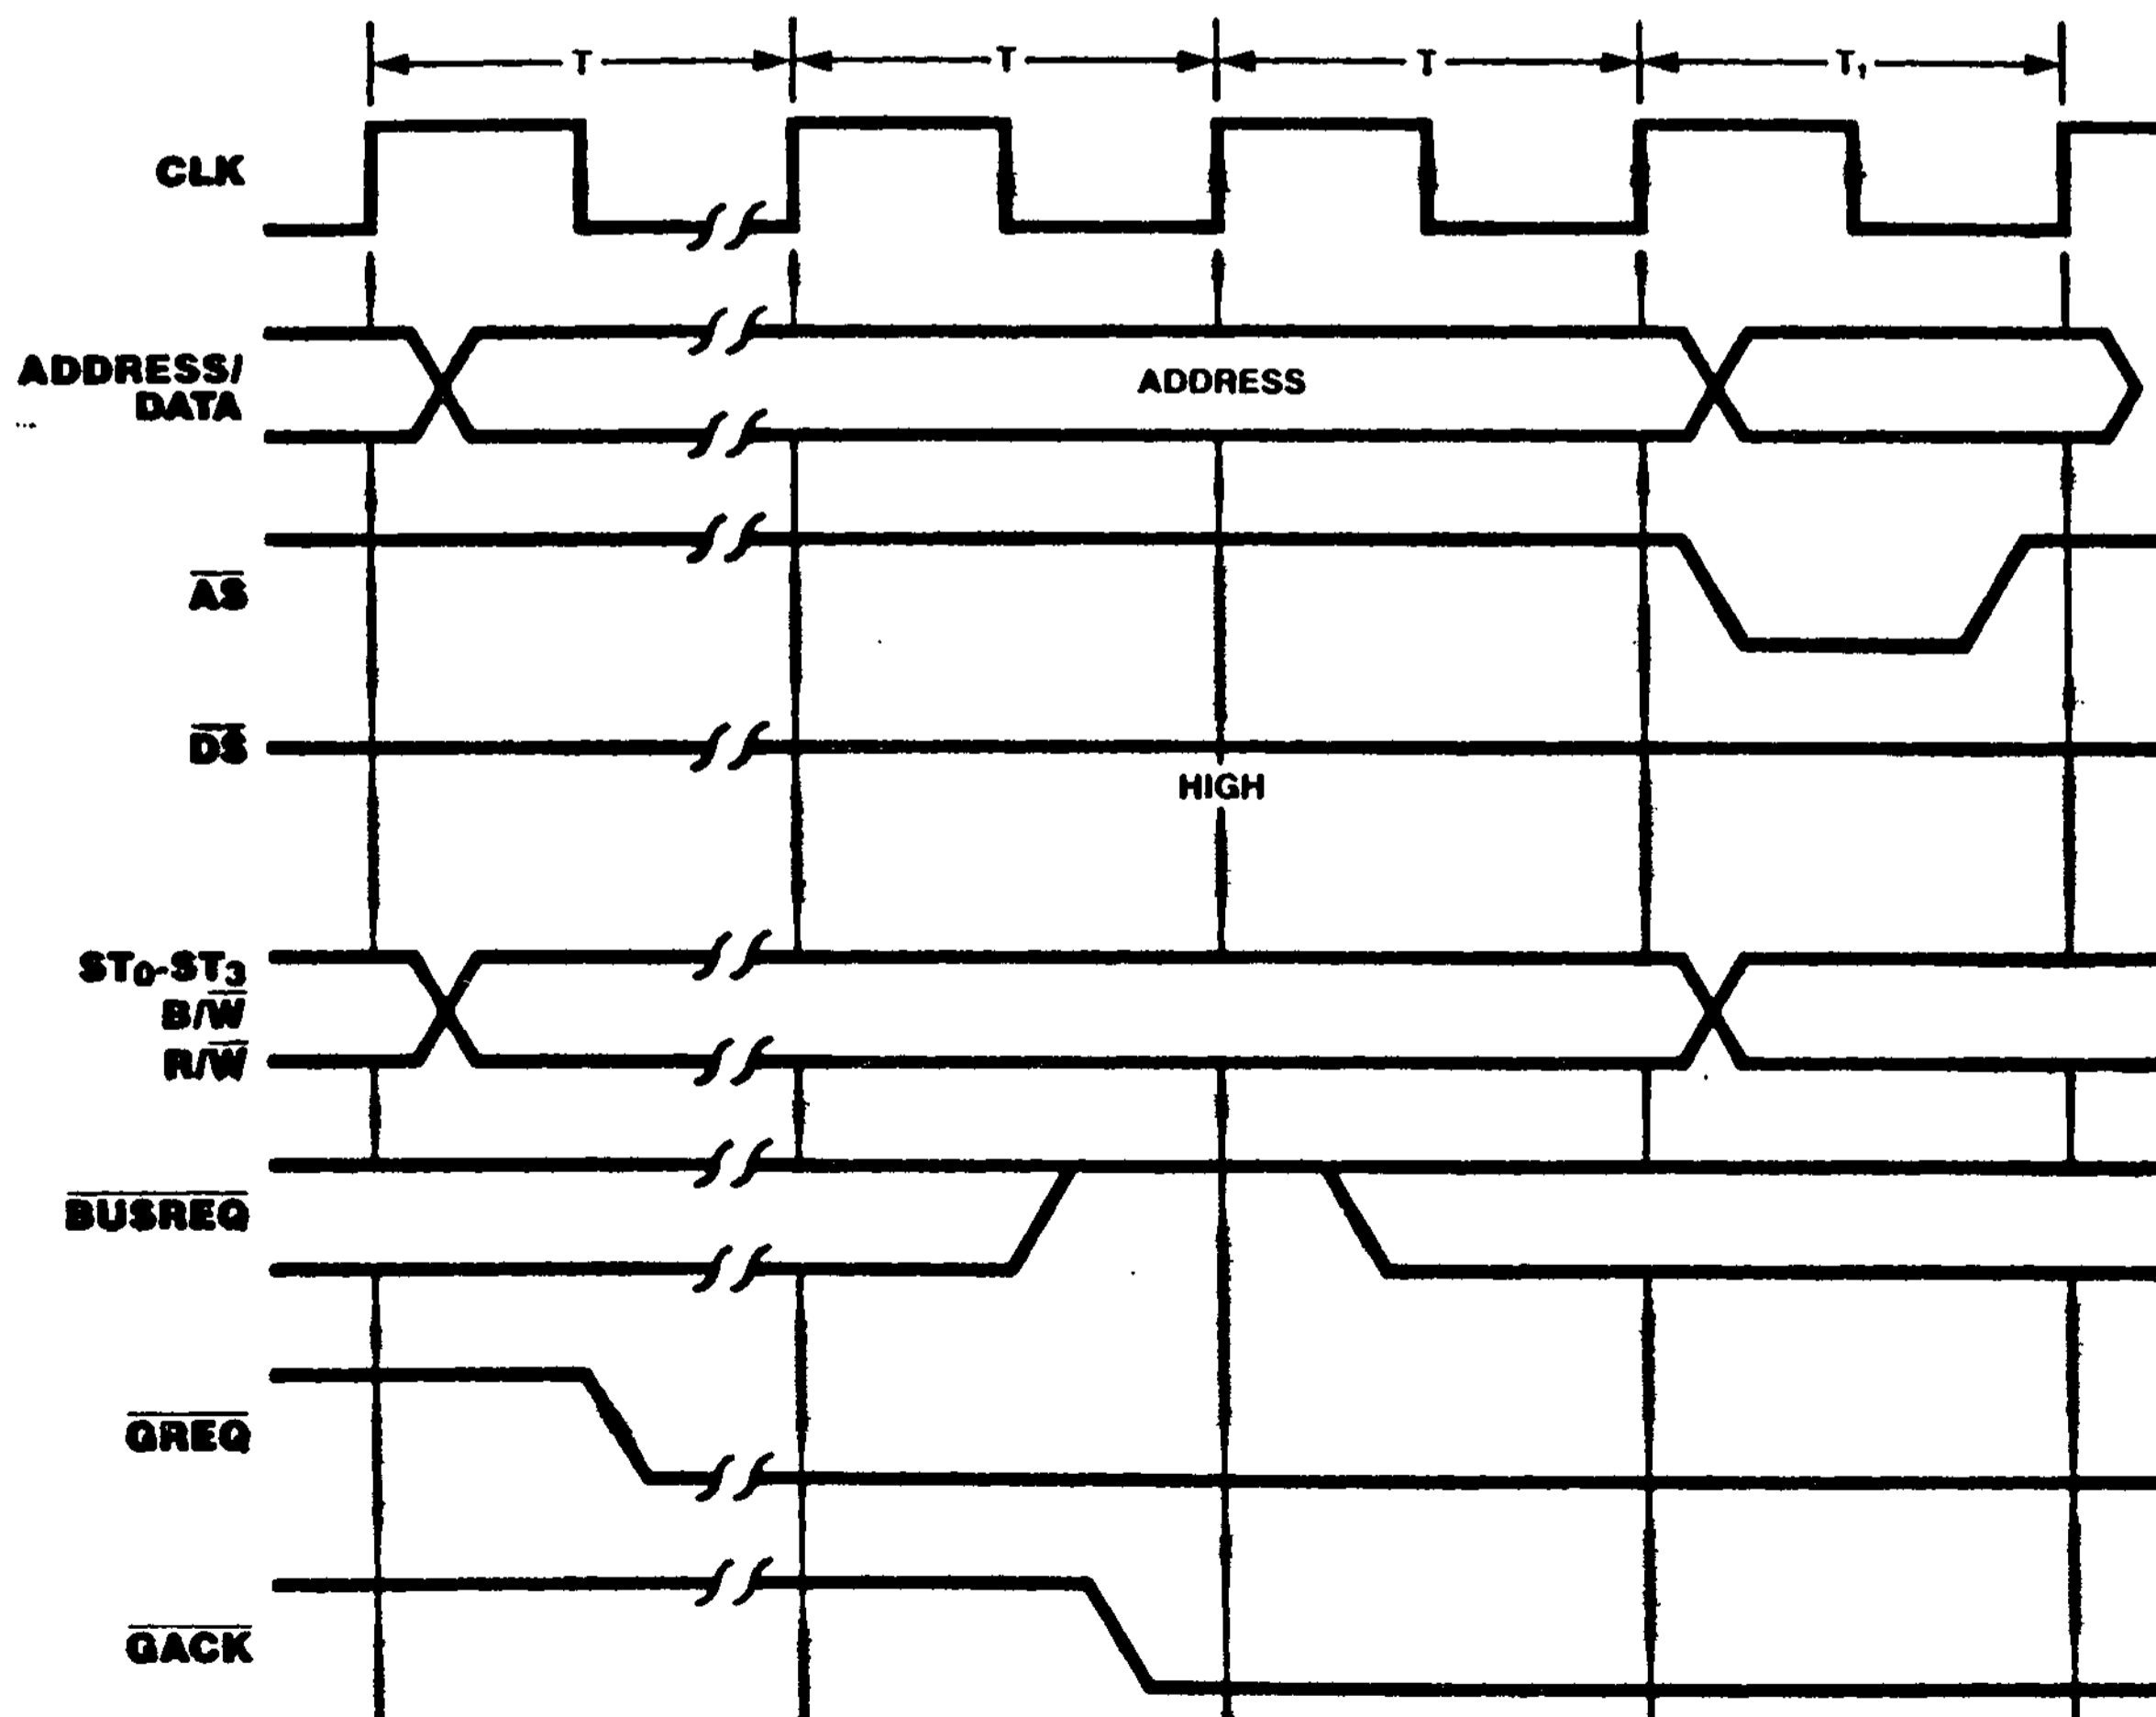 T T T T₁
CLK
ADDRESS/
DATA
ADDRESS
AS
DS
HIGH
ST0-ST3
B/W
R/W
BUSREQ
GREQ
GACK